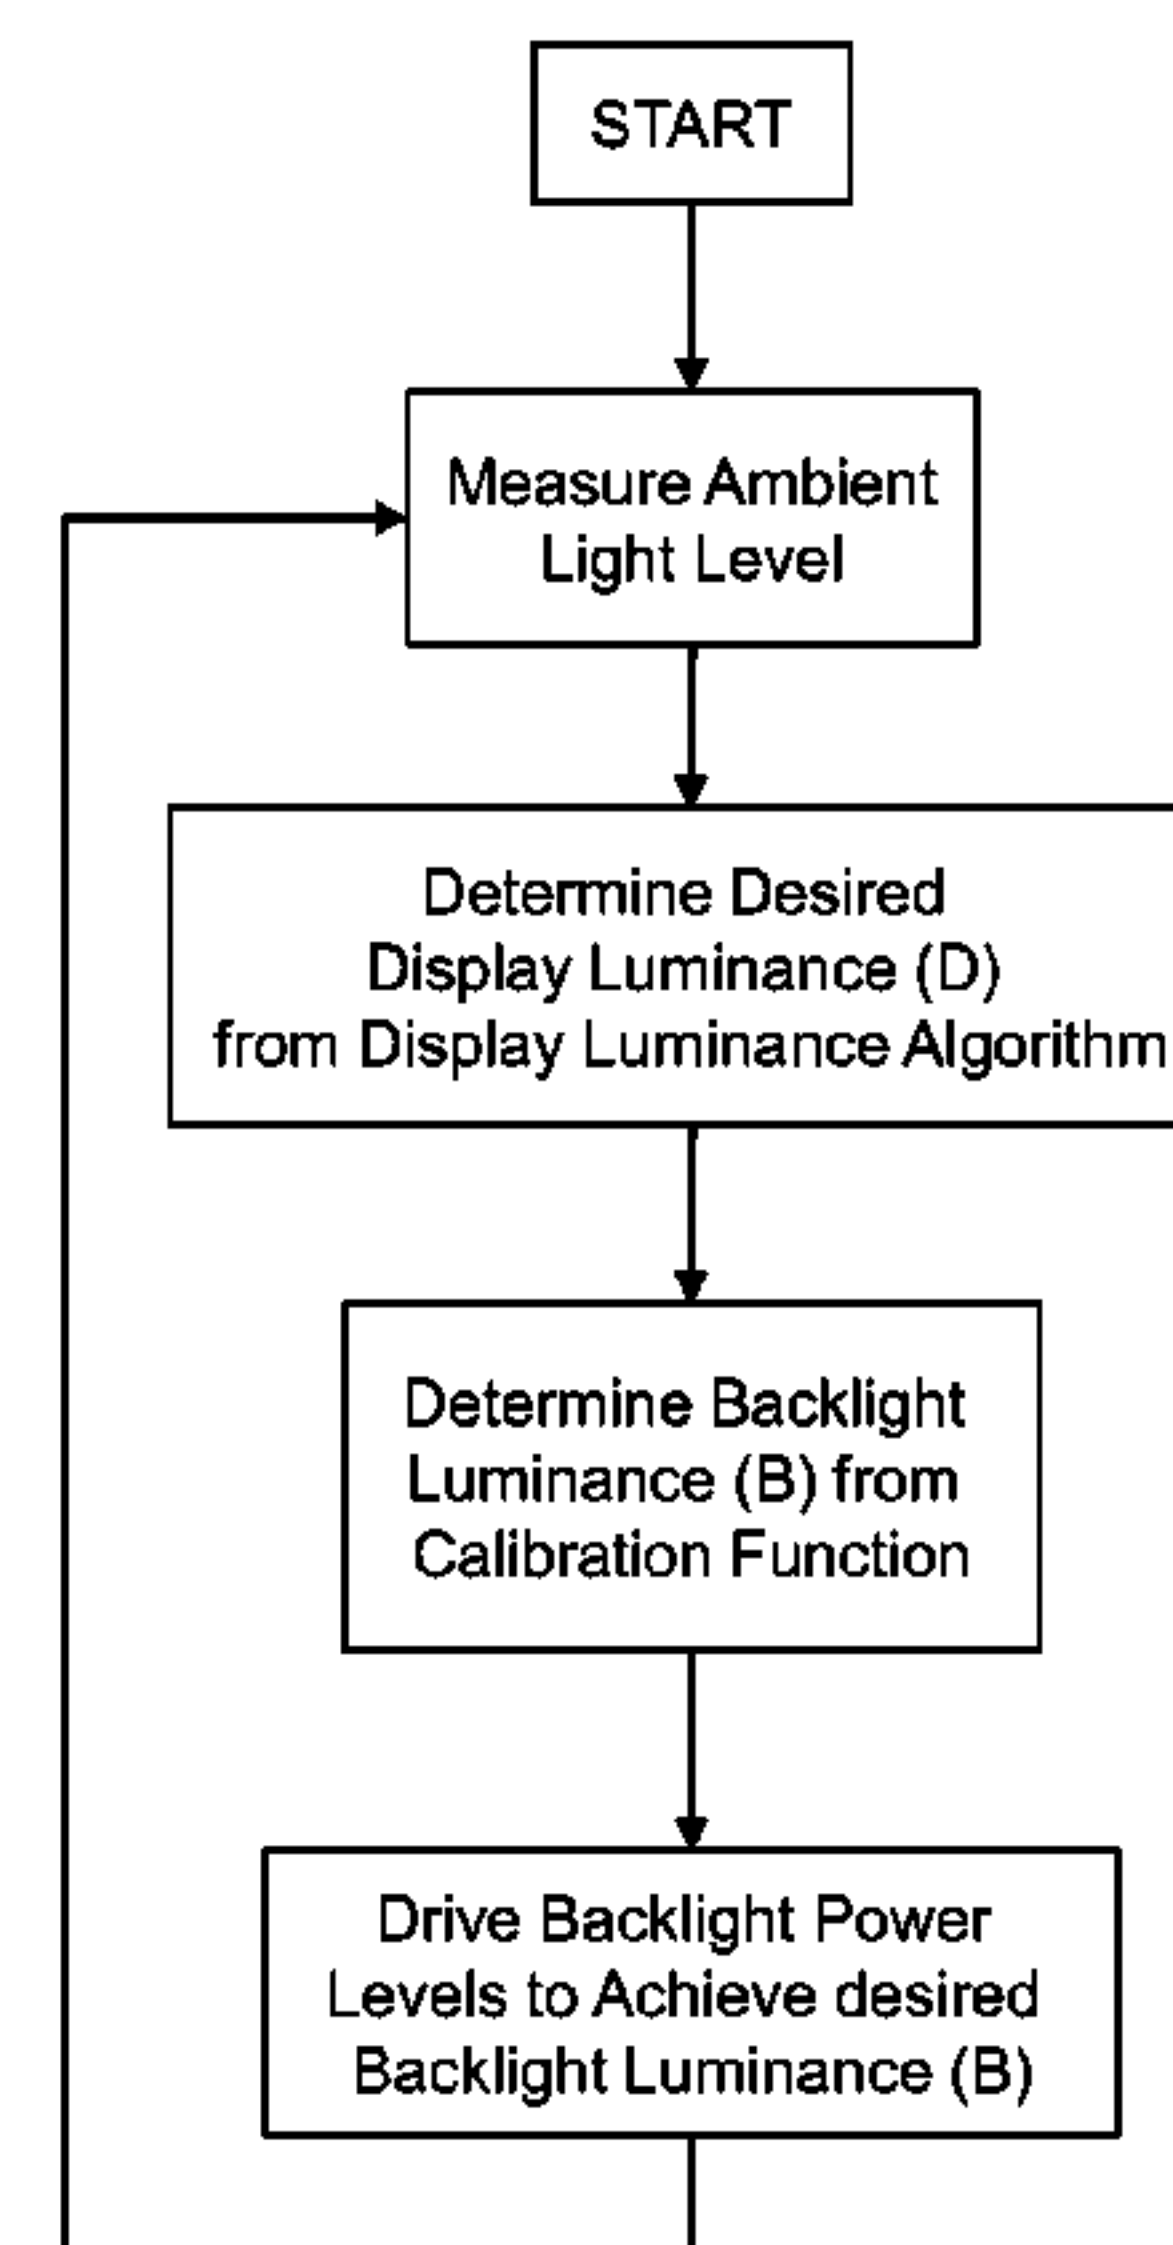 START
Measure Ambient
Light Level
Determine Desired
Display Luminance (D)
from Display Luminance Algorithm
Determine Backlight
Luminance (B) from
Calibration Function
Drive Backlight Power
Levels to Achieve desired
Backlight Luminance (B)